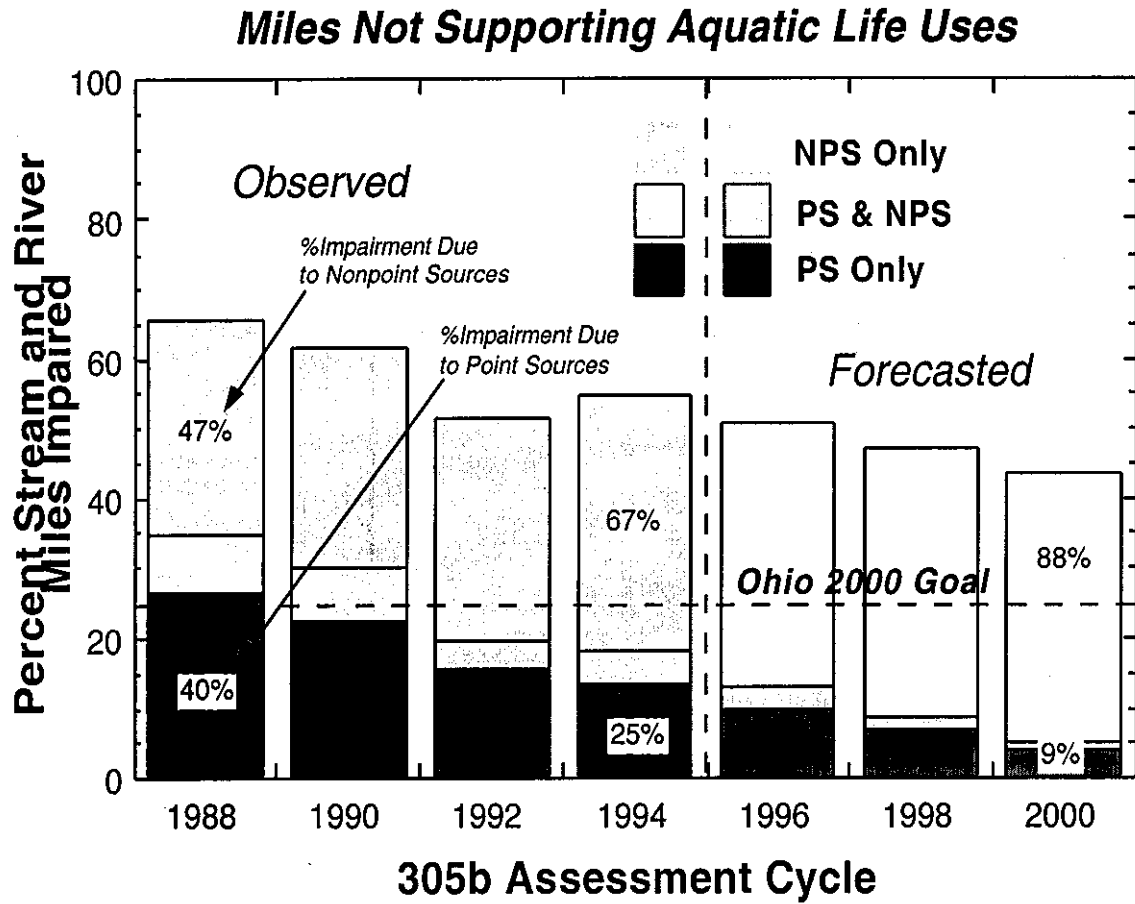 Miles Not Supporting Aquatic Life Uses
Percent Stream and River
Miles Impaired
100
80
60
40
20
0
Observed
NPS Only
PS & NPS
PS Only
%Impairment Due
to Nonpoint Sources
%Impairment Due
to Point Sources
Forecasted
47%
67%
88%
Ohio 2000 Goal
40%
25%
9%
1988
1990
1992
1994
1996
1998
2000
305b Assessment Cycle